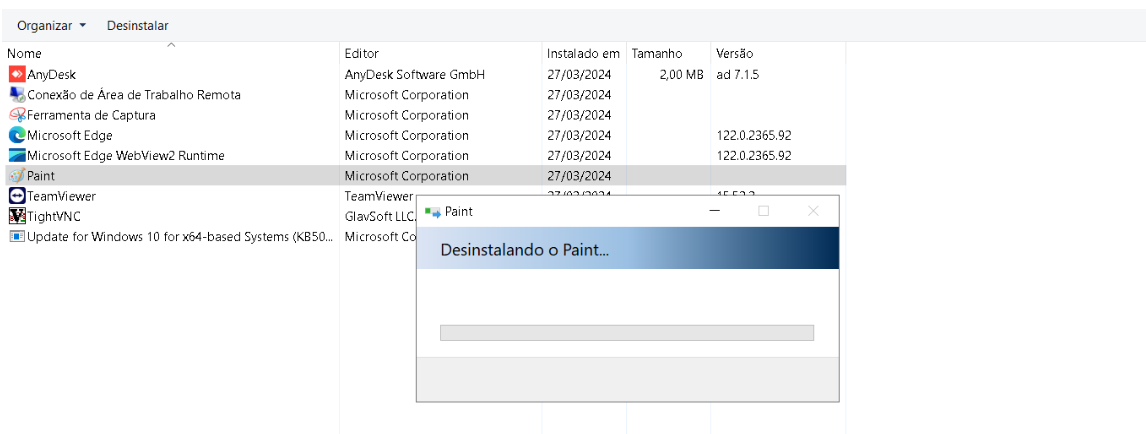 Organizar Desinstalar
Nome Editor Instalado em Tamanho Versão
AnyDesk AnyDesk Software GmbH 27/03/2024 2,00 MB ad 7.1.5
Conexão de Área de Trabalho Remota Microsoft Corporation 27/03/2024
Ferramenta de Captura Microsoft Corporation 27/03/2024
Microsoft Edge Microsoft Corporation 27/03/2024 122.0.2365.92
Microsoft Edge WebView2 Runtime Microsoft Corporation 27/03/2024 122.0.2365.92
Paint Microsoft Corporation 27/03/2024
TeamViewer TeamViewer
TightVNC GlavSoft LLC.
Update for Windows 10 for x64-based Systems (KB50... Microsoft Co
Paint
Desinstalando o Paint...